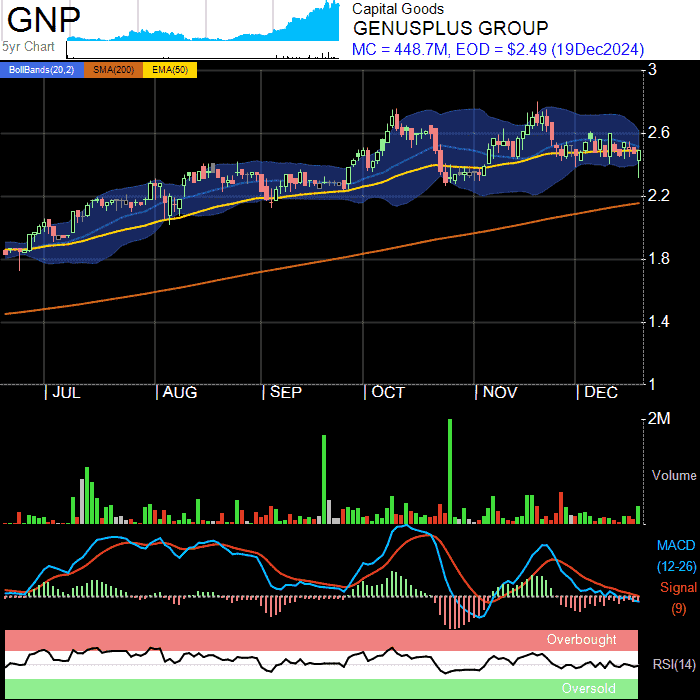 GNP
5yr Chart
Capital Goods
GENUSPLUS GROUP
MC = 448.7M, EOD = $2.49 (19Dec2024)
BollBands(20,2) SMA(200) EMA(50)
3
2.6
2.2
1.8
1.4
1
JUL AUG SEP OCT NOV DEC
2M
Volume
MACD
(12-26)
Signal
(9)
Overbought
RSI(14)
Oversold